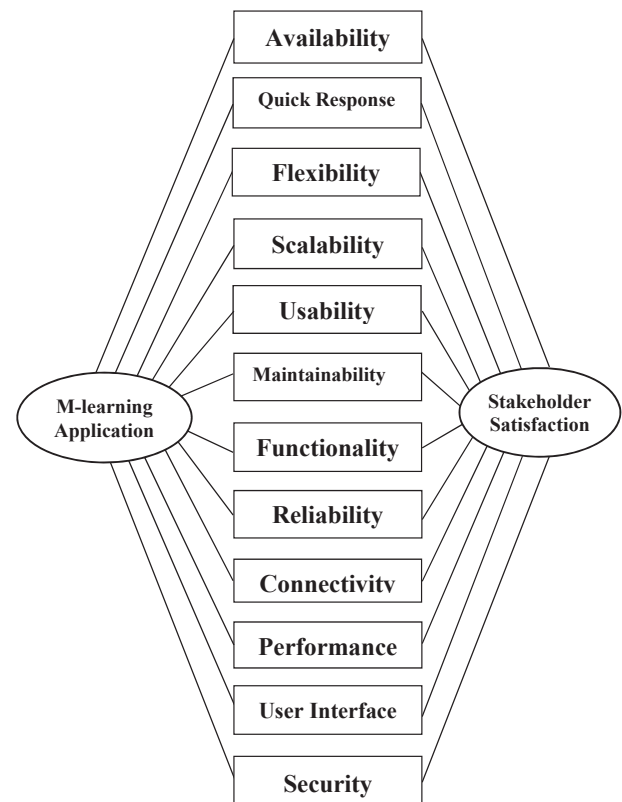 Availability
Quick Response
Flexibility
Scalability
Usability
Maintainability
M-learning
Application
Stakeholder
Satisfaction
Functionality
Reliability
Connectivity
Performance
User Interface
Security